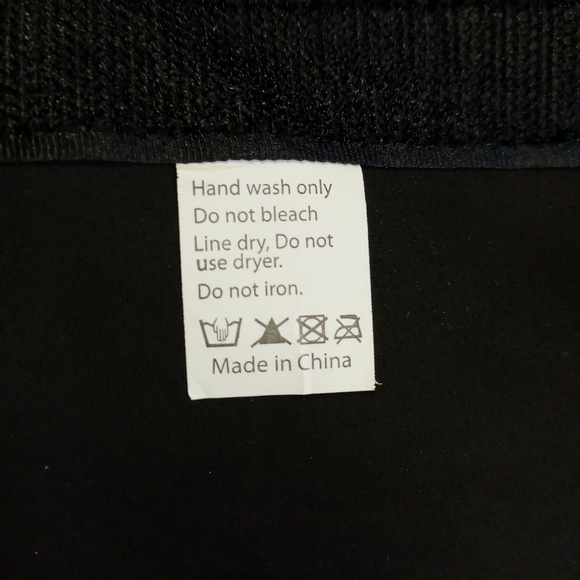 Hand wash only
Do not bleach
Line dry, Do not
use dryer.
Do not iron.
Made in China